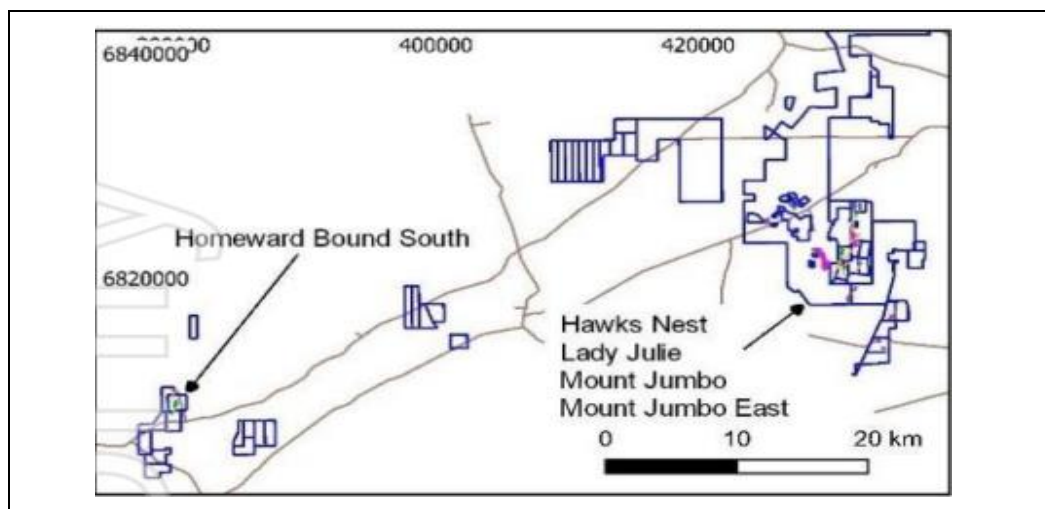 400000
420000
6840000
Homeward Bound South
6820000
Hawks Nest
Lady Julie
Mount Jumbo
Mount Jumbo East
0 10 20 km